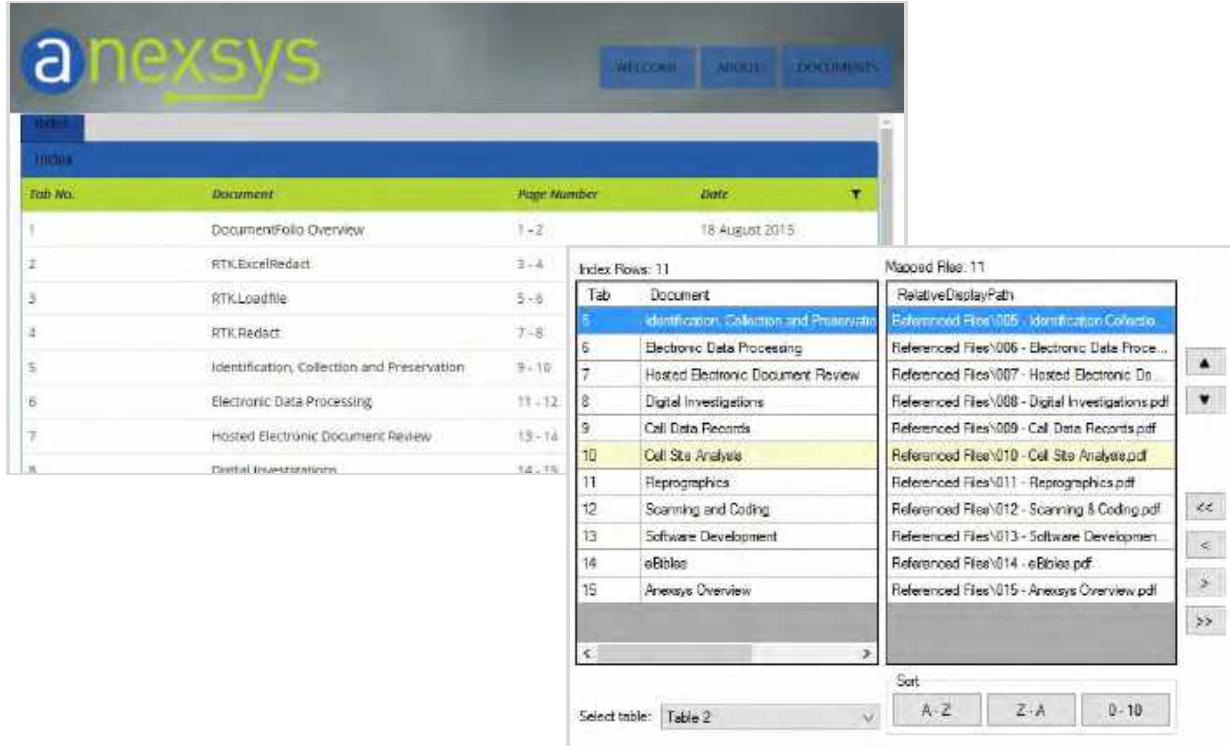 anexsys
WELCOME ABOUT DOCUMENTS
Index
Index
Tab No. Document Page Number Date
1 DocumentFolio Overview 1 - 2 18 August 2015
2 RTK.ExcelRedact 3 - 4
3 RTK.Loadfile 5 - 6
4 RTK.Redact 7 - 8
5 Identification, Collection and Preservation 9 - 10
6 Electronic Data Processing 11 - 12
7 Hosted Electronic Document Review 13 - 14
8 Digital Investigations 14 - 15
Index Rows: 11 Mapped Files: 11
Tab Document RelativeDisplayPath
5 Identification, Collection and Preservatio Referenced Files\005 - Identification Collectio...
6 Electronic Data Processing Referenced Files\006 - Electronic Data Proce...
7 Hosted Electronic Document Review Referenced Files\007 - Hosted Electronic Do...
8 Digital Investigations Referenced Files\008 - Digital Investigations.pdf
9 Call Data Records Referenced Files\009 - Call Data Records.pdf
10 Cell Site Analysis Referenced Files\010 - Cell Site Analysis.pdf
11 Reprographics Referenced Files\011 - Reprographics.pdf
12 Scanning and Coding Referenced Files\012 - Scanning & Coding.pdf
13 Software Development Referenced Files\013 - Software Developmen...
14 eBibles Referenced Files\014 - eBibles.pdf
15 Anexsys Overview Referenced Files\015 - Anexsys Overview.pdf
<<
<
>
>>
Sort
Select table: Table 2 A - Z Z - A 0 - 10